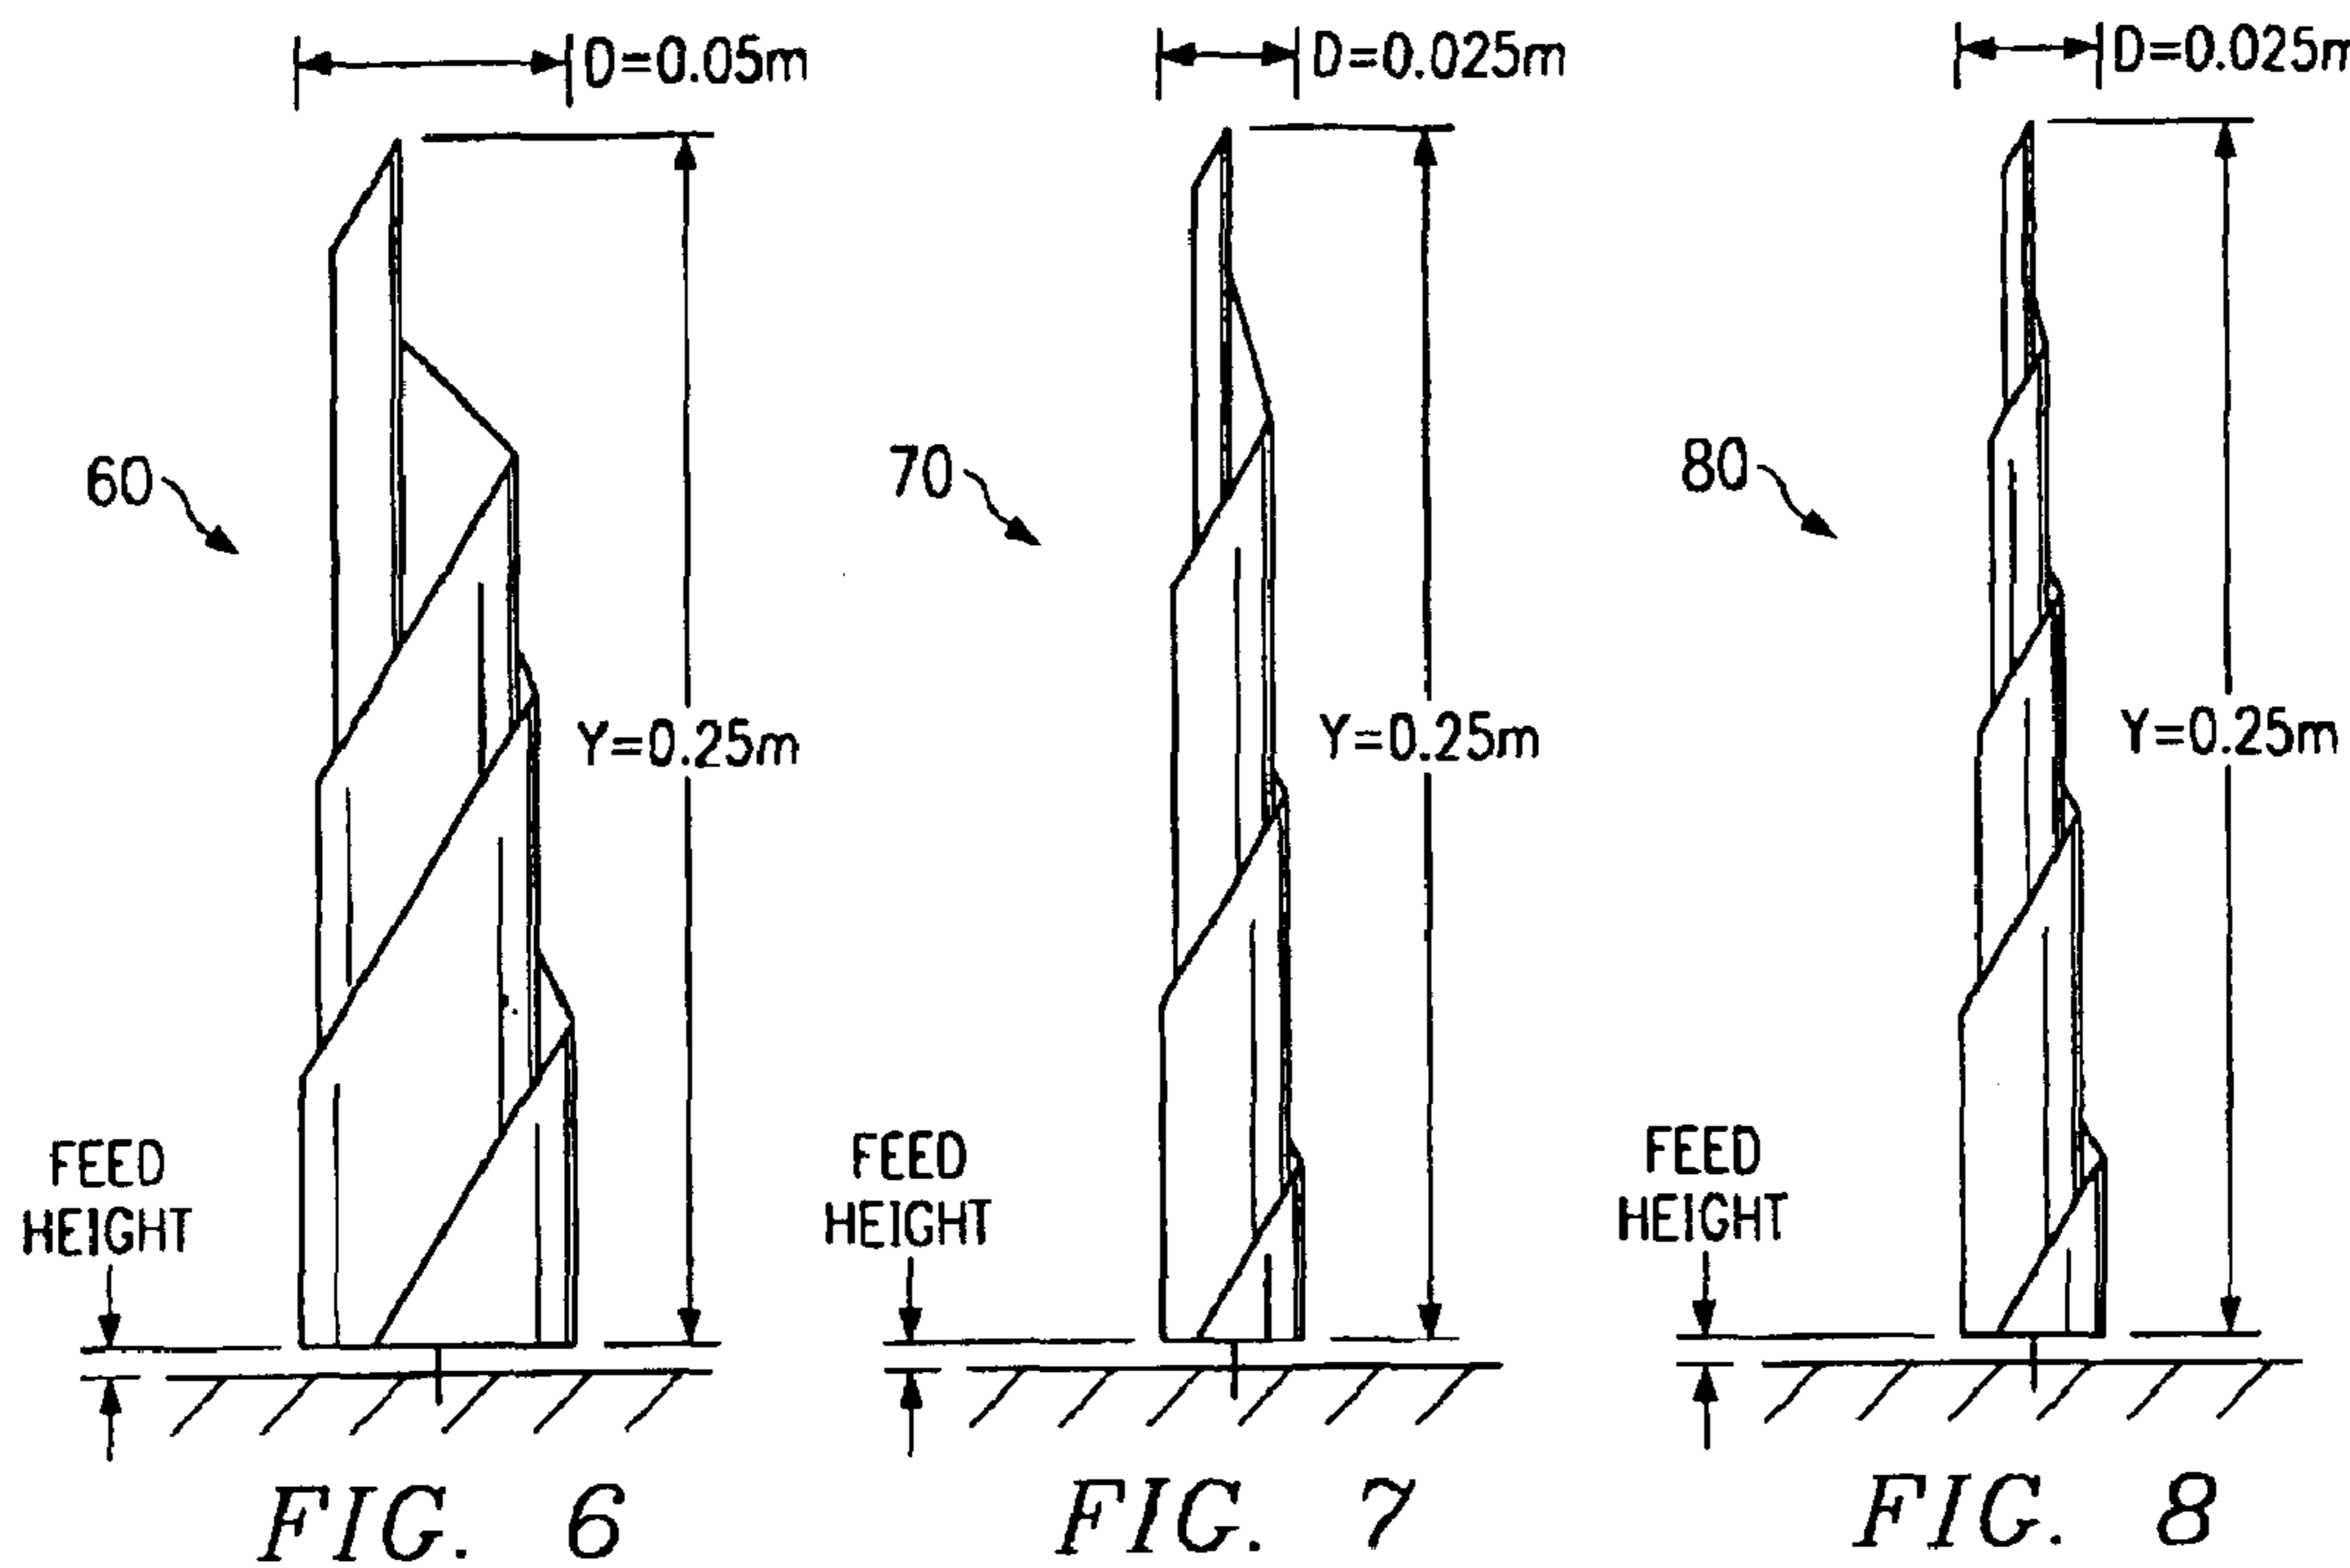 D=0.05m
60
Y=0.25m
FEED
HEIGHT
FIG. 6
D=0.025m
70
Y=0.25m
FEED
HEIGHT
FIG. 7
D=0.025m
80
Y=0.25m
FEED
HEIGHT
FIG. 8